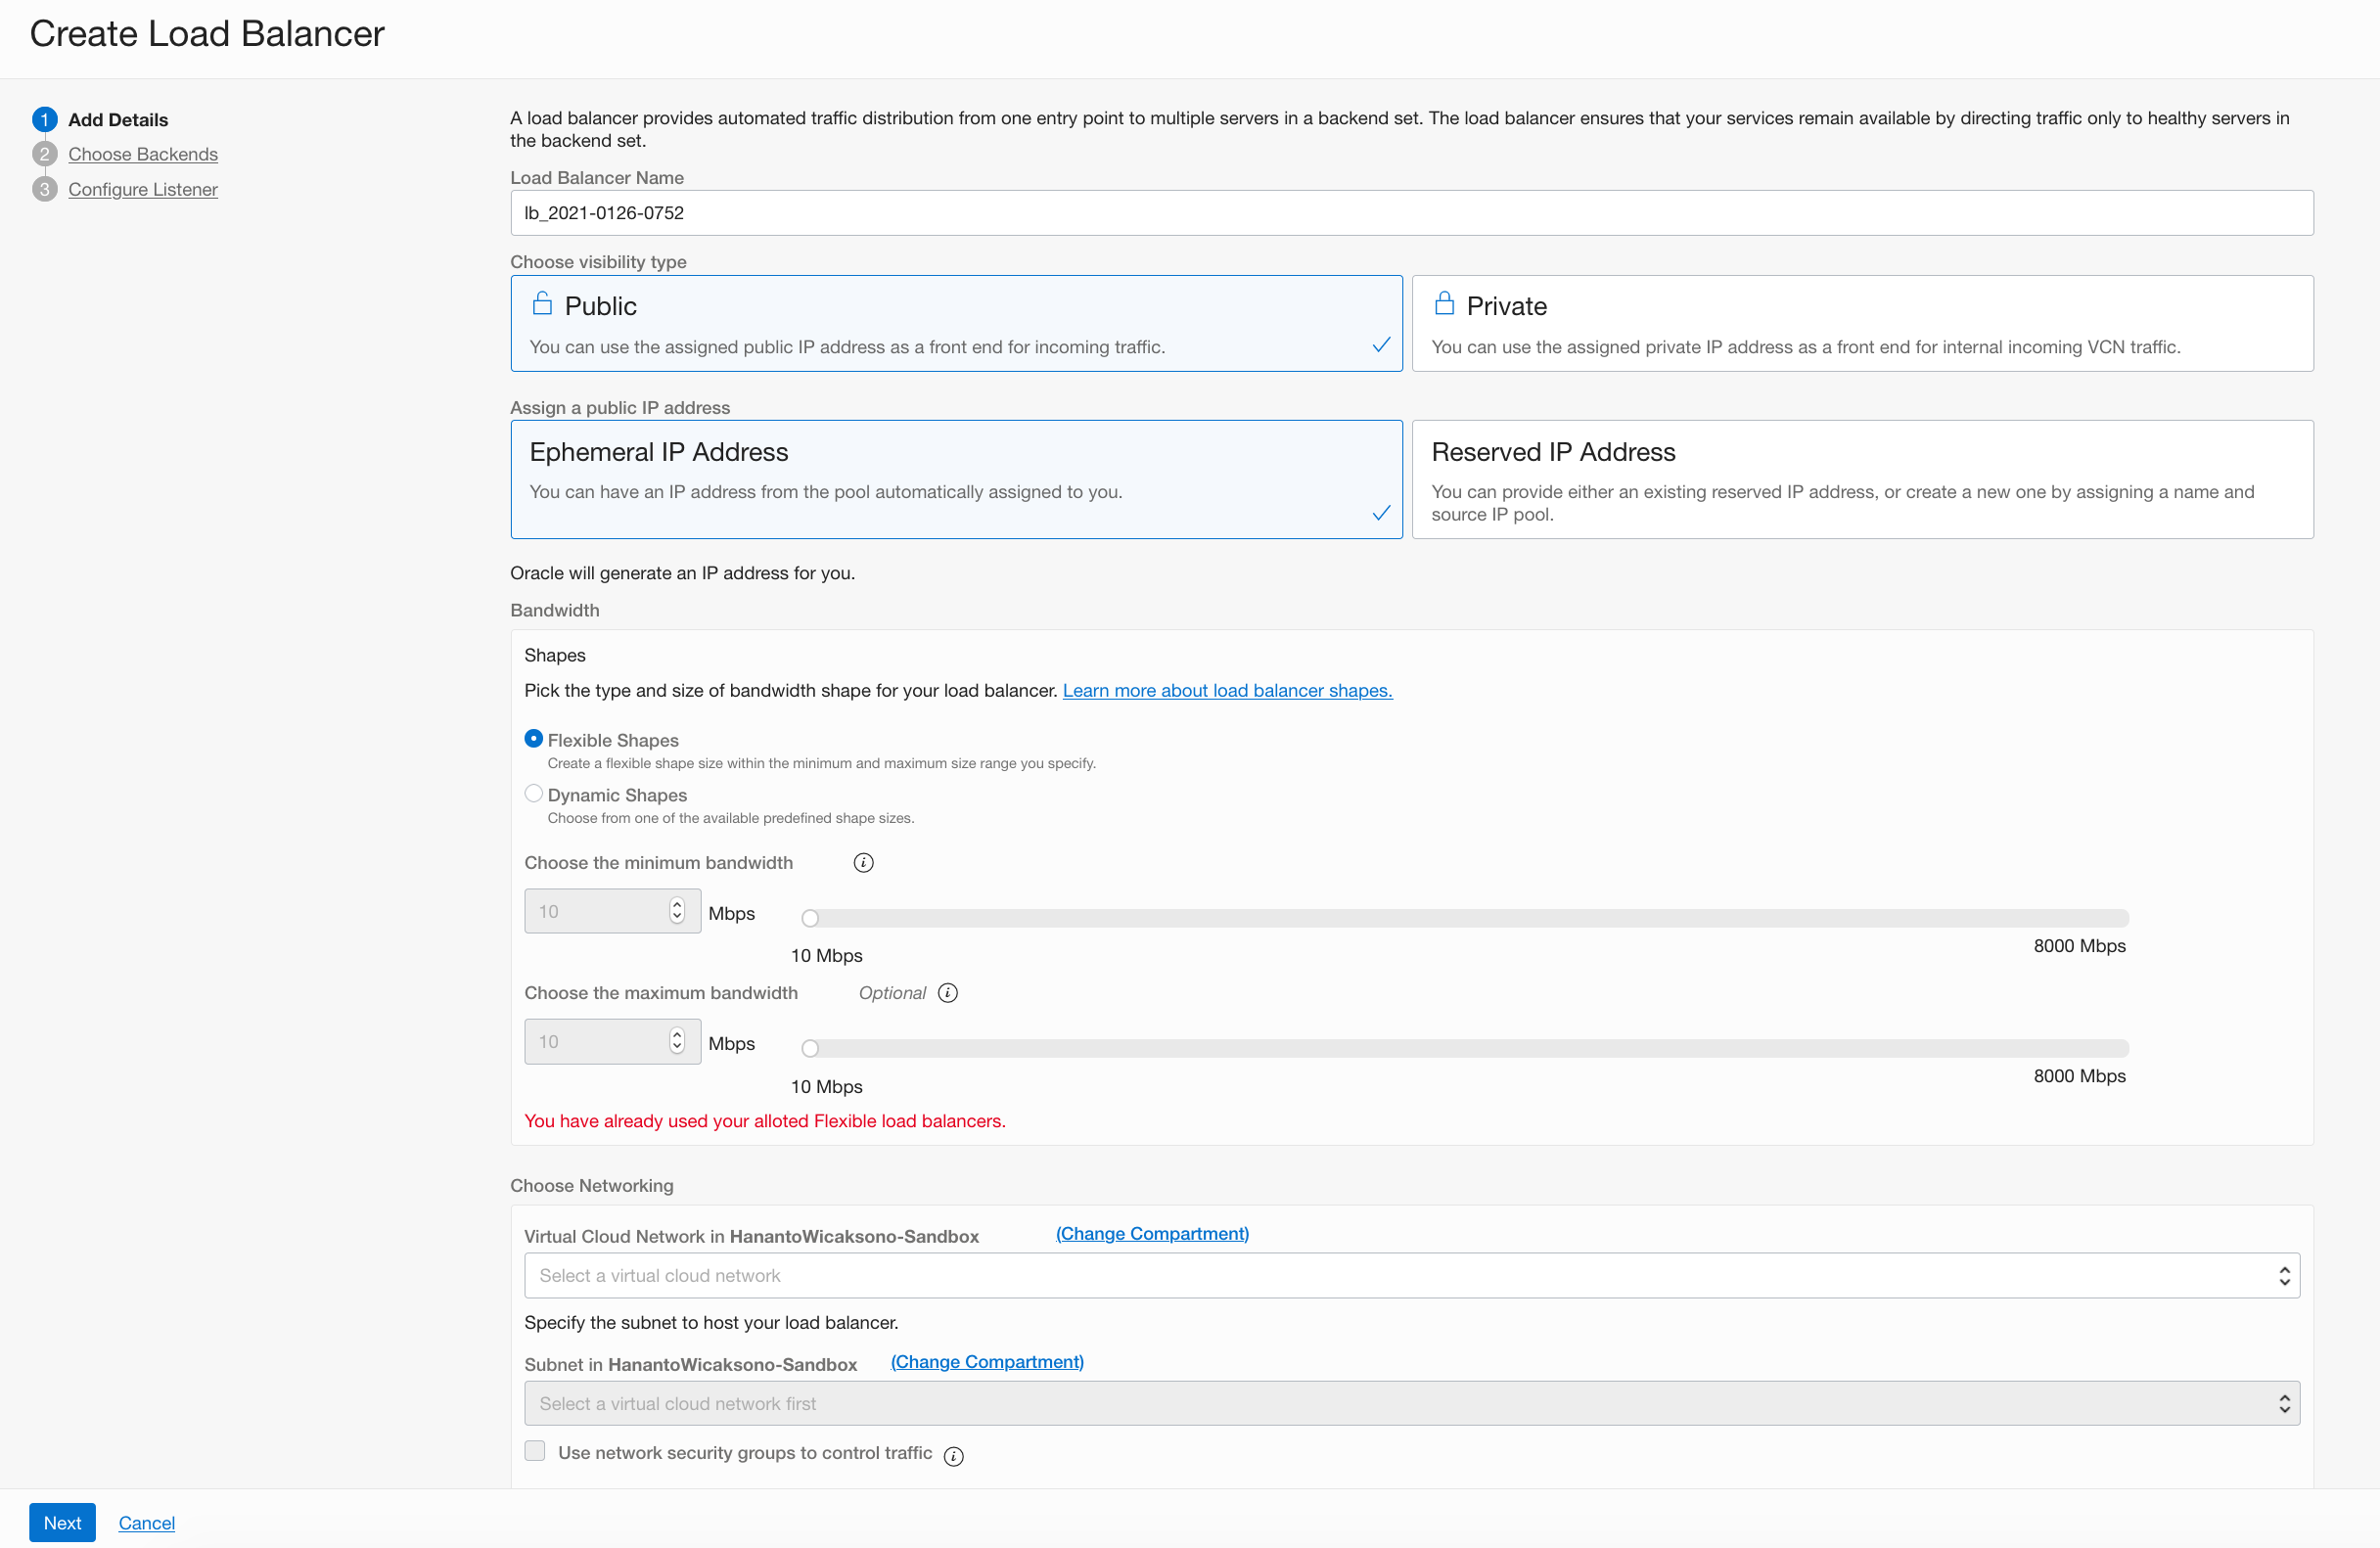 Create Load Balancer
1 Add Details
2 Choose Backends
3 Configure Listener
A load balancer provides automated traffic distribution from one entry point to multiple servers in a backend set. The load balancer ensures that your services remain available by directing traffic only to healthy servers in
the backend set.
Load Balancer Name
lb_2021-0126-0752
Choose visibility type
Public
You can use the assigned public IP address as a front end for incoming traffic.
Private
You can use the assigned private IP address as a front end for internal incoming VCN traffic.
Assign a public IP address
Ephemeral IP Address
You can have an IP address from the pool automatically assigned to you.
Reserved IP Address
You can provide either an existing reserved IP address, or create a new one by assigning a name and
source IP pool.
Oracle will generate an IP address for you.
Bandwidth
Shapes
Pick the type and size of bandwidth shape for your load balancer. Learn more about load balancer shapes.
Flexible Shapes
Create a flexible shape size within the minimum and maximum size range you specify.
Dynamic Shapes
Choose from one of the available predefined shape sizes.
Choose the minimum bandwidth i
10 Mbps
10 Mbps 8000 Mbps
Choose the maximum bandwidth Optional i
10 Mbps
10 Mbps 8000 Mbps
You have already used your alloted Flexible load balancers.
Choose Networking
Virtual Cloud Network in HanantoWicaksono-Sandbox (Change Compartment)
Select a virtual cloud network
Specify the subnet to host your load balancer.
Subnet in HanantoWicaksono-Sandbox (Change Compartment)
Select a virtual cloud network first
Use network security groups to control traffic i
Next Cancel